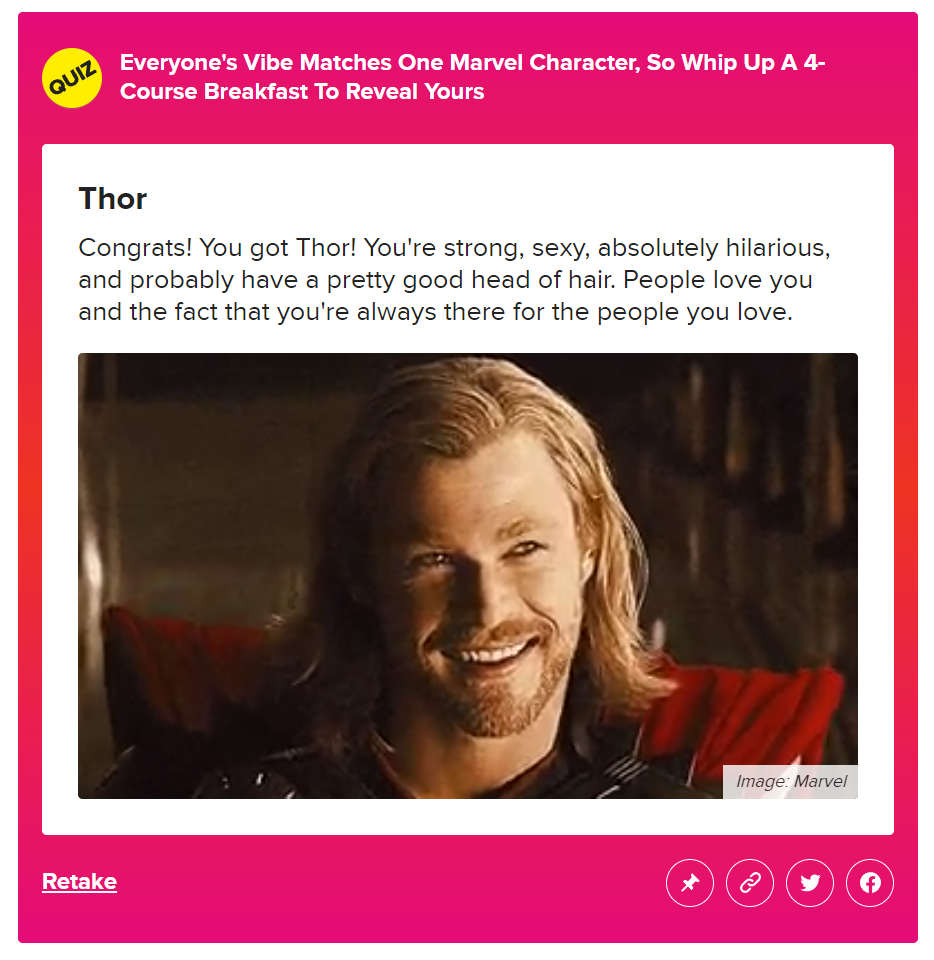 QUIZ
Everyone's Vibe Matches One Marvel Character, So Whip Up A 4-
Course Breakfast To Reveal Yours
Thor
Congrats! You got Thor! You're strong, sexy, absolutely hilarious,
and probably have a pretty good head of hair. People love you
and the fact that you're always there for the people you love.
Image: Marvel
Retake